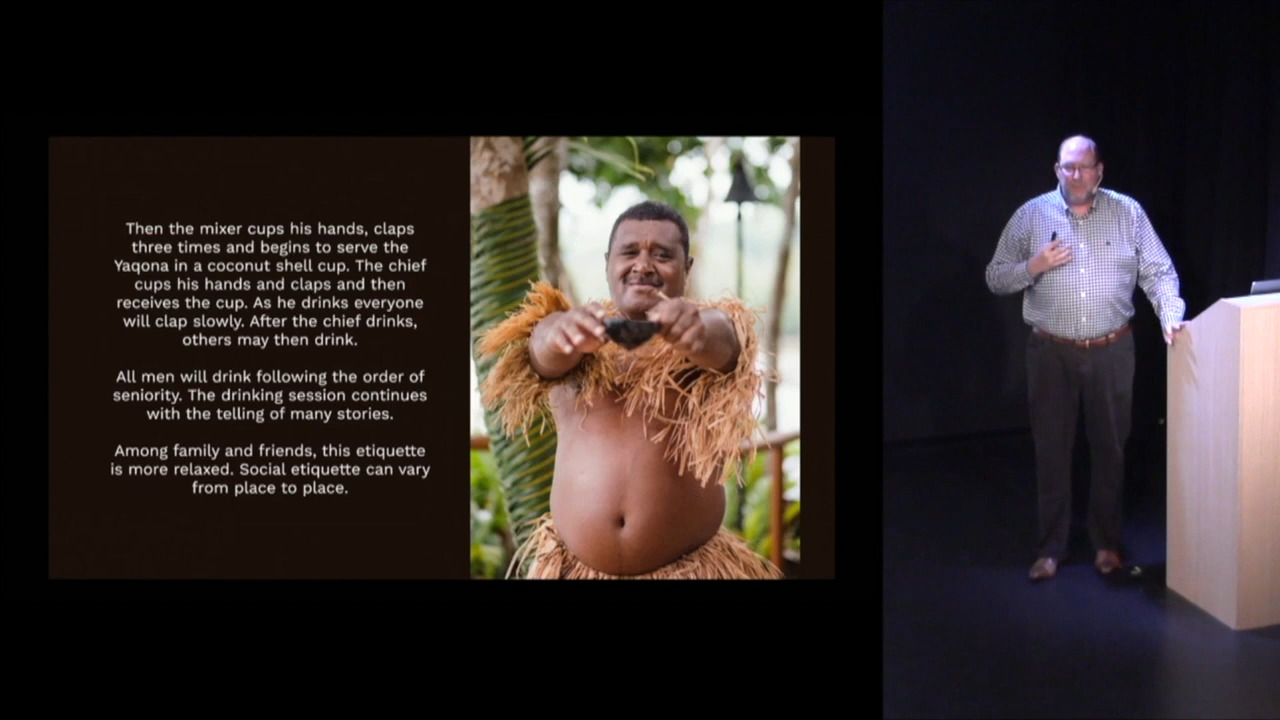 Then the mixer cups his hands, claps
three times and begins to serve the
Yaqona in a coconut shell cup. The chief
cups his hands and claps and then
receives the cup. As he drinks everyone
will clap slowly. After the chief drinks,
others may then drink.
All men will drink following the order of
seniority. The drinking session continues
with the telling of many stories.
Among family and friends, this etiquette
is more relaxed. Social etiquette can vary
from place to place.